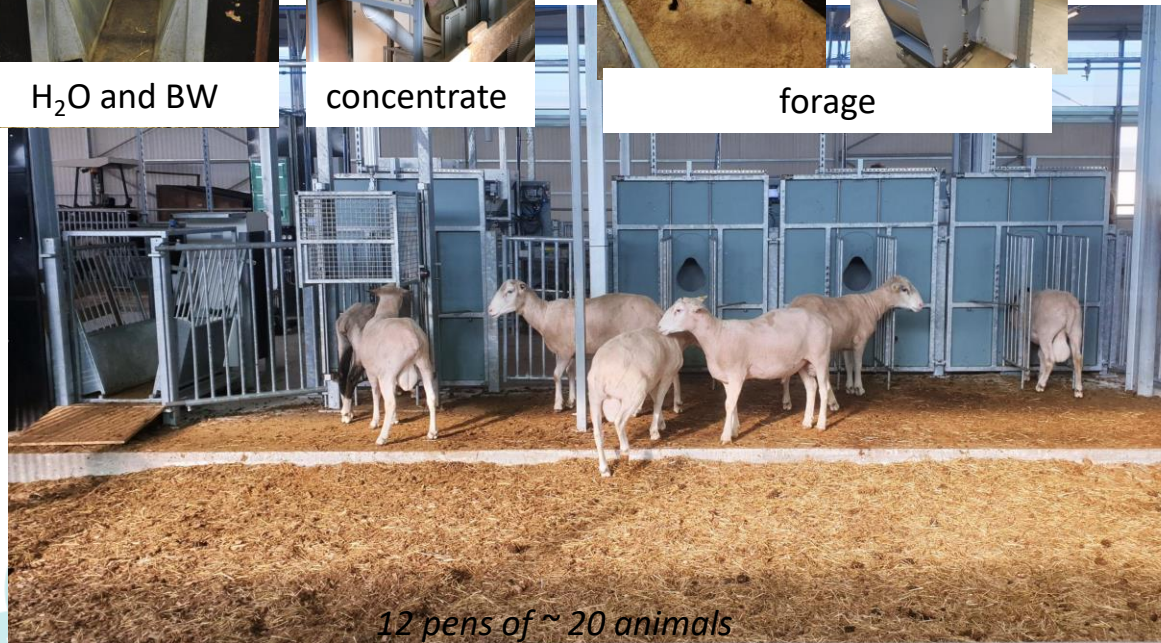 H₂O and BW
concentrate
forage
12 pens of ~ 20 animals